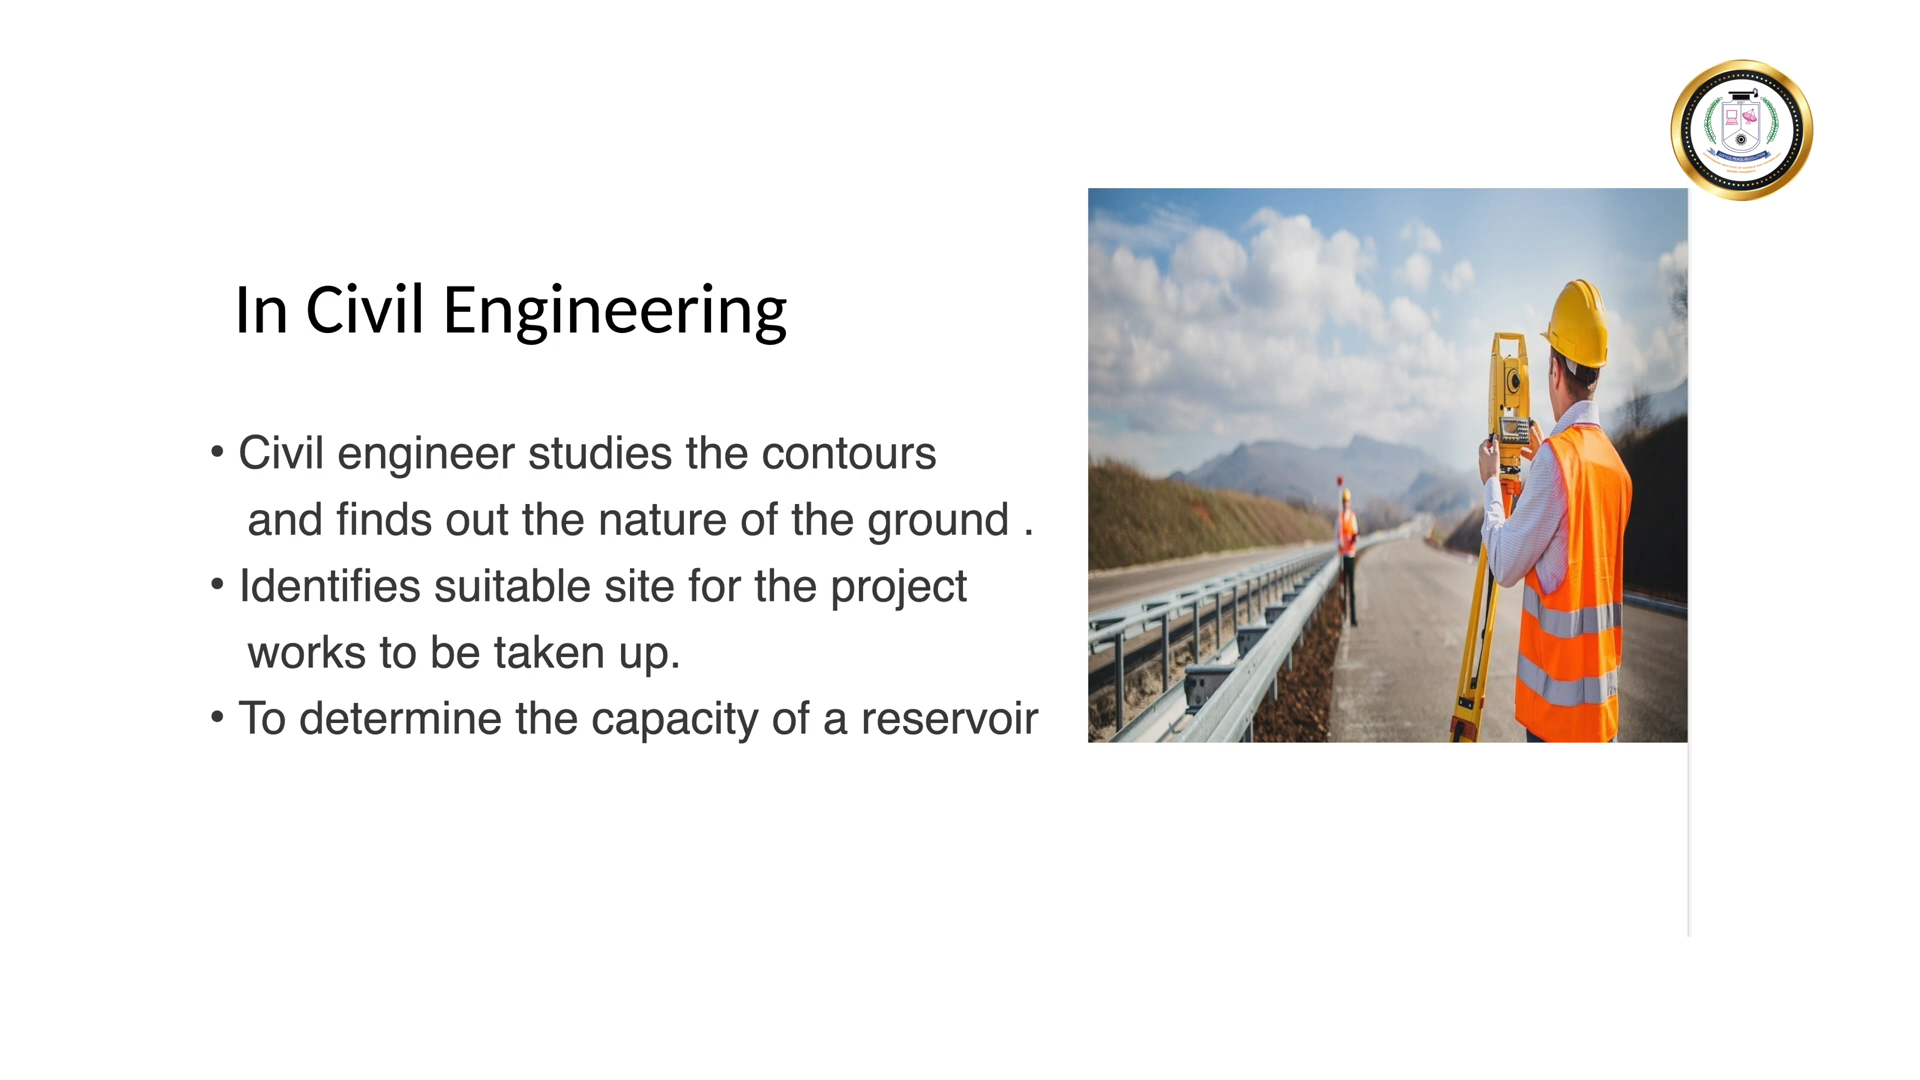 In Civil Engineering
• Civil engineer studies the contours
and finds out the nature of the ground .
• Identifies suitable site for the project
works to be taken up.
• To determine the capacity of a reservoir